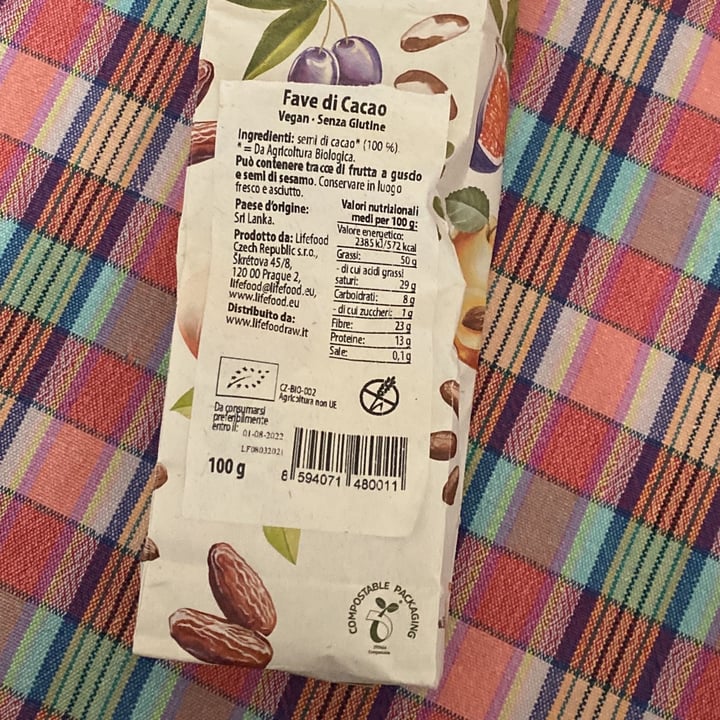 Fave di Cacao
Vegan · Senza Glutine
Ingredienti: semi di cacao* (100 %).
* = Da Agricoltura Biologica.
Può contenere tracce di frutta a guscio
e semi di sesamo. Conservare in luogo
fresco e asciutto.
Paese d'origine:
Sri Lanka.
Prodotto da: Lifefood
Czech Republic s.r.o.,
Škrétova 45/8,
120 00 Prague 2,
lifefood@lifefood.eu,
www.lifefood.eu
Distribuito da:
www.lifefoodraw.it
Valori nutrizionali
medi per 100 g:
Valore energetico:
2385 kJ/572 kcal
Grassi: 50 g
- di cui acidi grassi
saturi: 29 g
Carboidrati: 8 g
- di cui zuccheri: 1 g
Fibre: 23 g
Proteine: 13 g
Sale: 0,1 g
CZ-BIO-002
Agricoltura non UE
Da consumarsi
preferibilmente
entro il: 01-08-2022
LF08032021
100 g
8 594071 480011
COMPOSTABLE PACKAGING